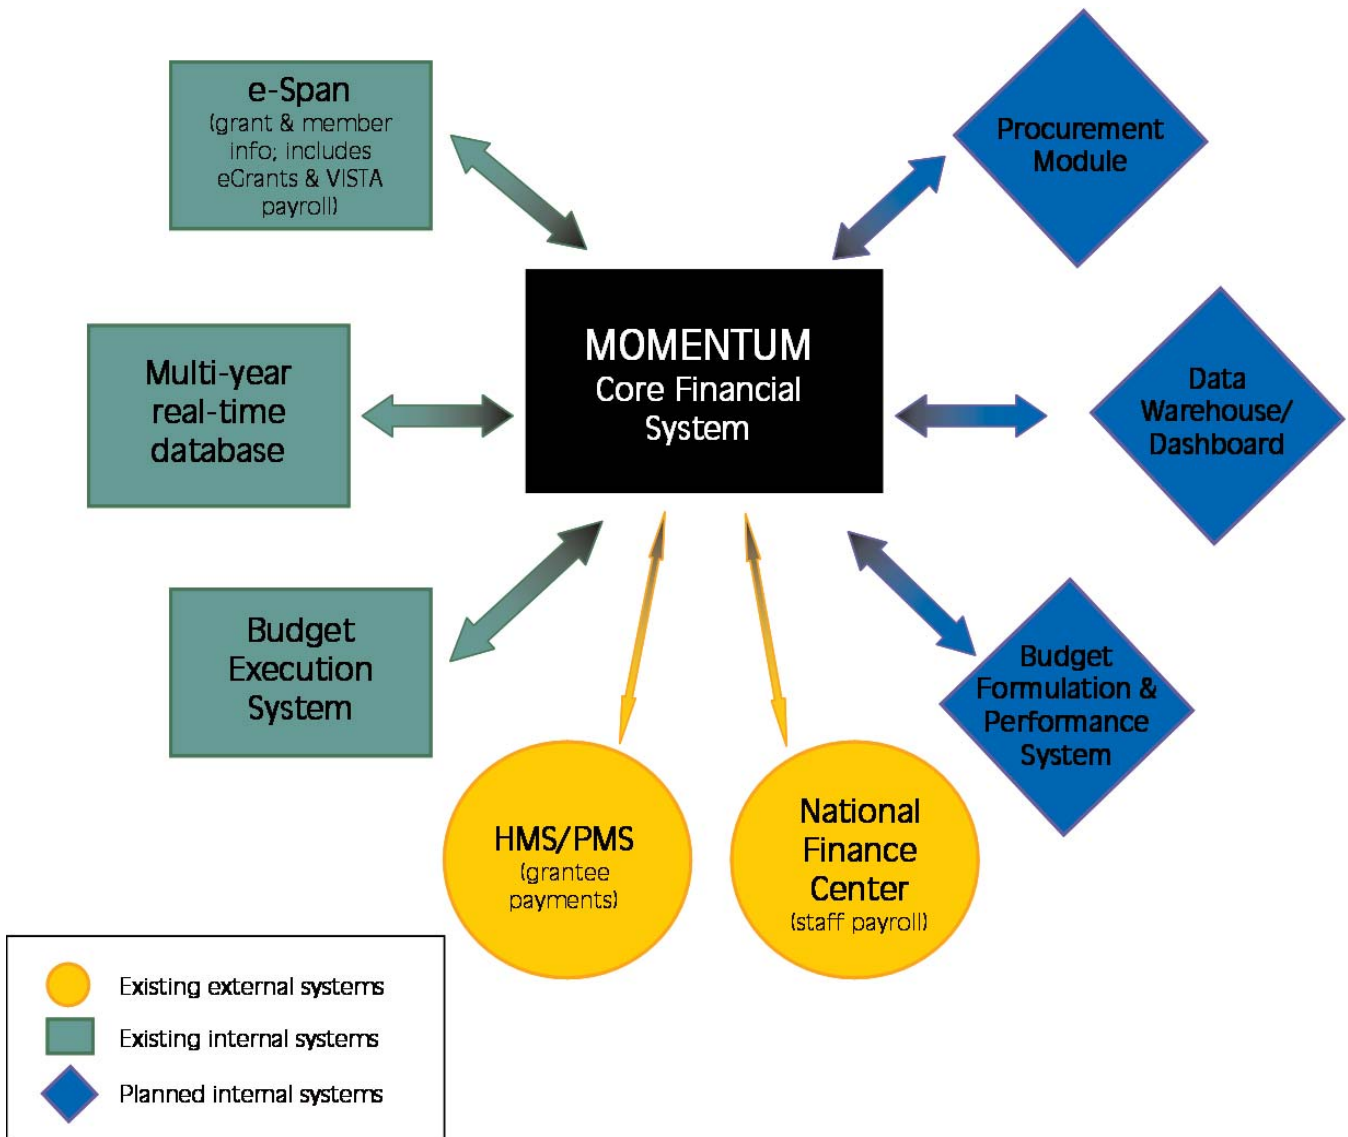 e-Span
(grant & member
info; includes
eGrants & VISTA
payroll)
Procurement
Module
MOMENTUM
Core Financial
System
Multi-year
real-time
database
Data
Warehouse/
Dashboard
Budget
Execution
System
Budget
Formulation &
Performance
System
HMS/PMS
(grantee
payments)
National
Finance
Center
(staff payroll)
Existing external systems
Existing internal systems
Planned internal systems